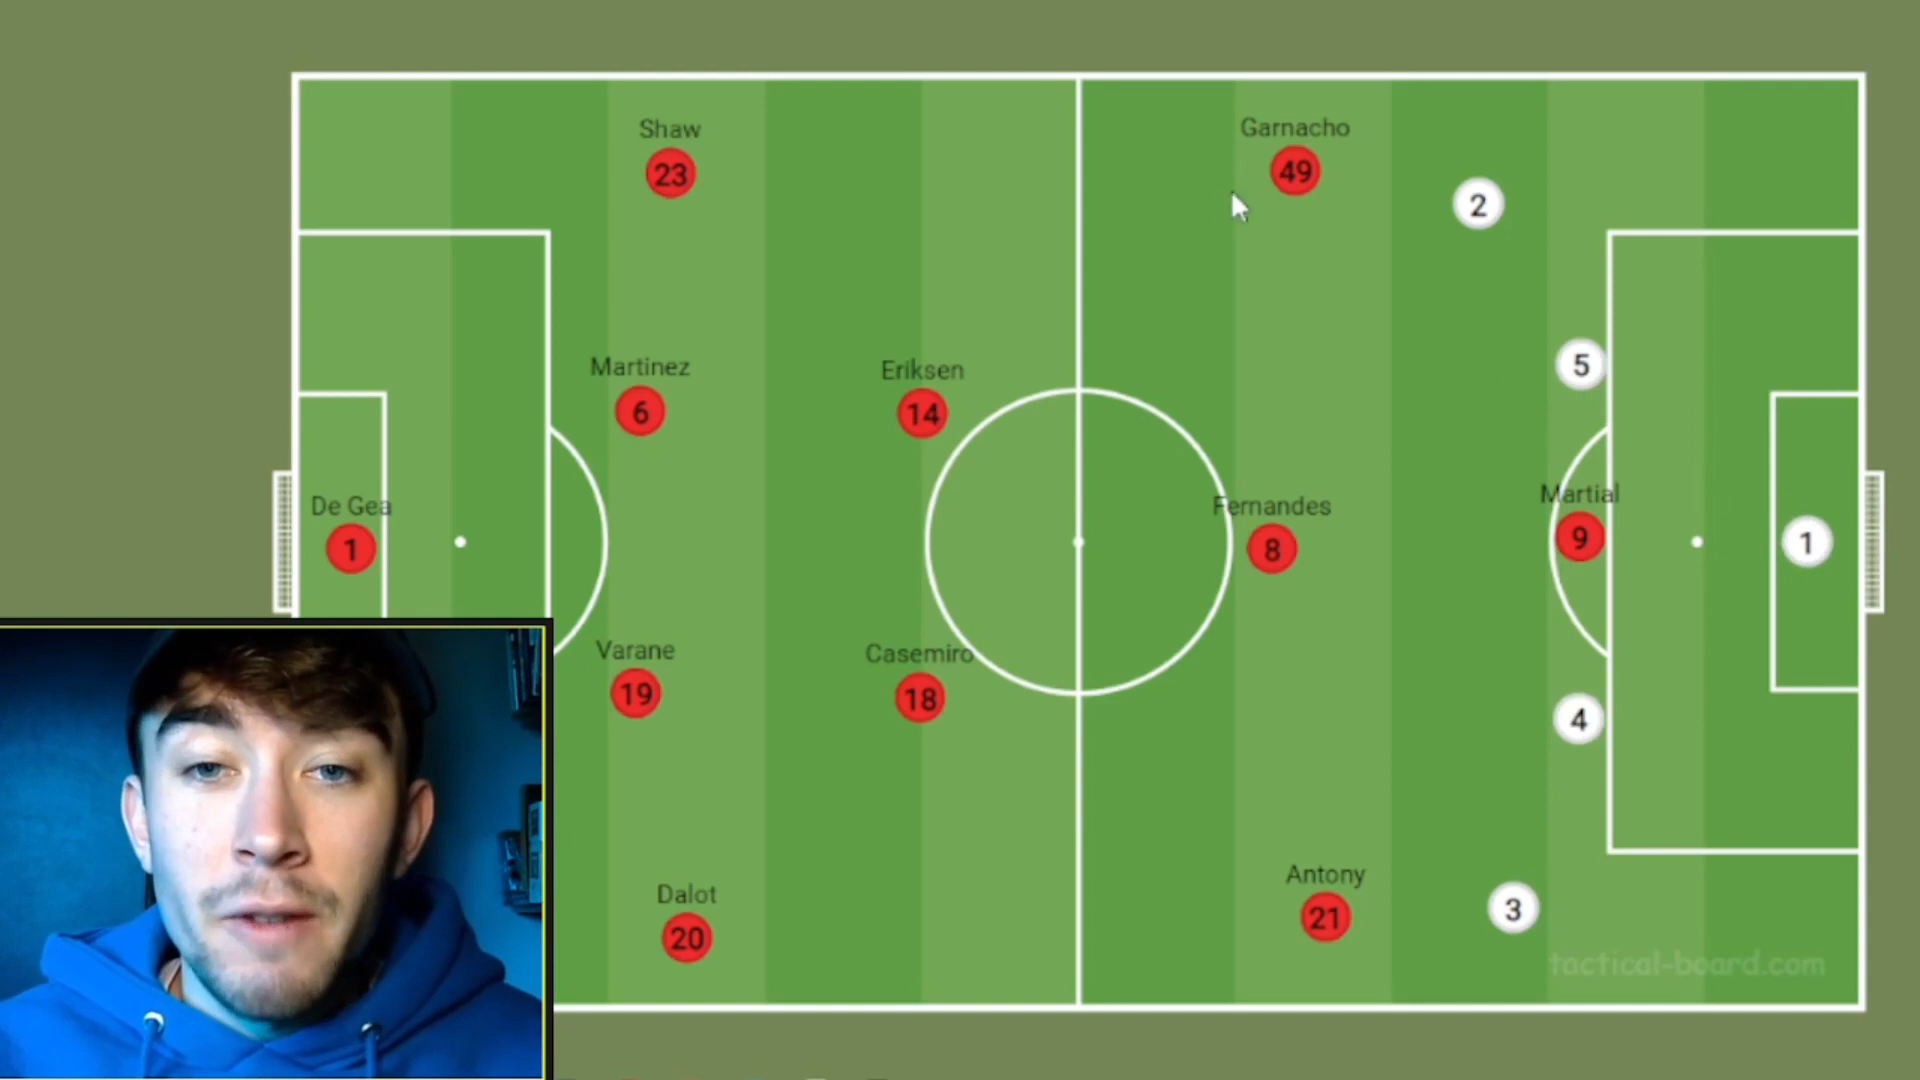 Shaw
23
Garnacho
49
2
Martinez
6
Eriksen
14
5
De Gea
1
Fernandes
8
Martial
9
1
Varane
19
Casemiro
18
4
Dalot
20
Antony
21
3
tactical-board.com